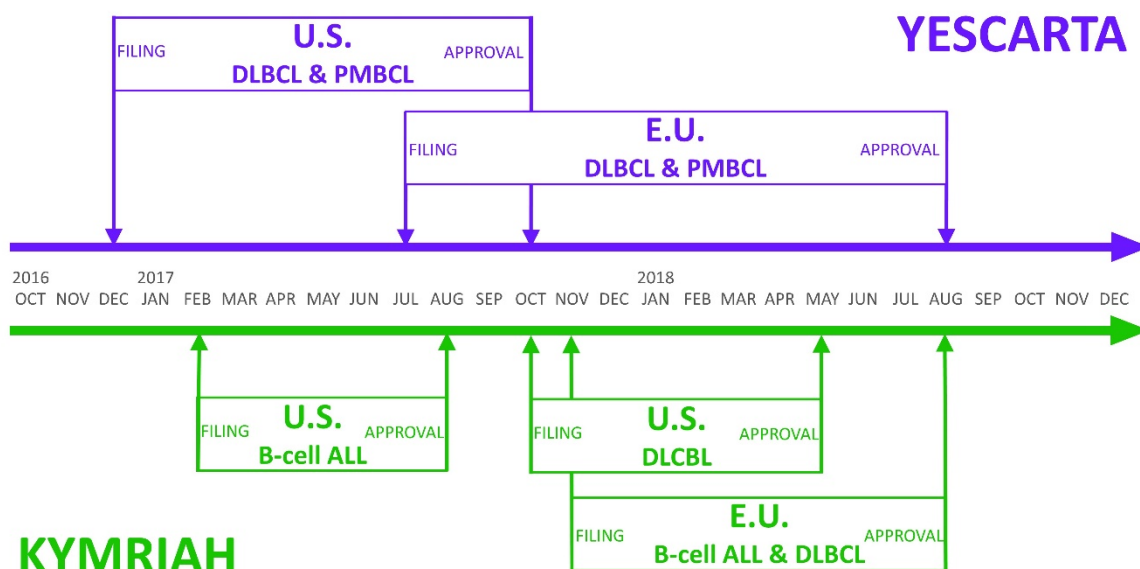 YESCARTA
U.S.
FILING APPROVAL
DLBCL & PMBCL
E.U.
FILING APPROVAL
DLBCL & PMBCL
2016 2017 2018
OCT NOV DEC JAN FEB MAR APR MAY JUN JUL AUG SEP OCT NOV DEC JAN FEB MAR APR MAY JUN JUL AUG SEP OCT NOV DEC
U.S. U.S.
FILING APPROVAL FILING APPROVAL
B-cell ALL DLCBL
E.U.
FILING APPROVAL
B-cell ALL & DLBCL
KYMRIAH